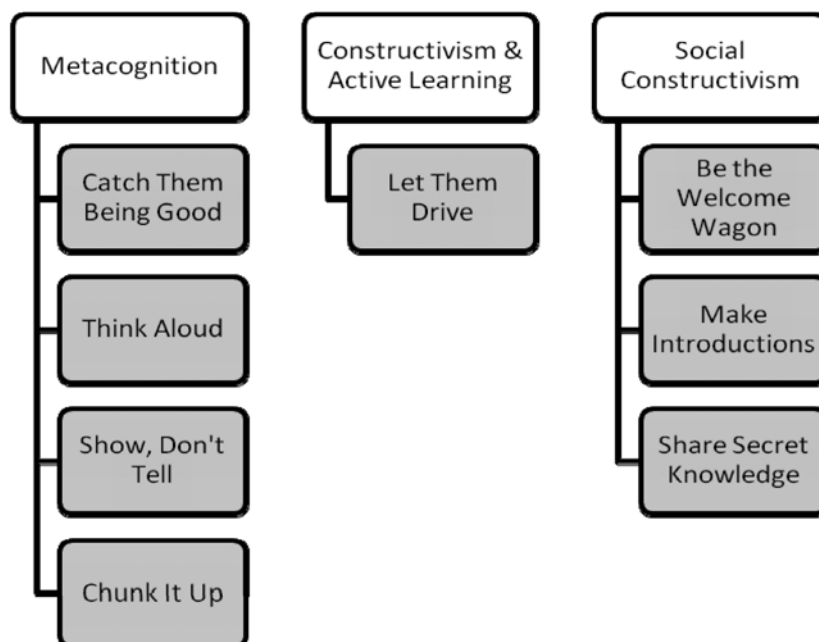 Metacognition
Catch Them
Being Good
Think Aloud
Show, Don't
Tell
Chunk It Up
Constructivism &
Active Learning
Let Them
Drive
Social
Constructivism
Be the
Welcome
Wagon
Make
Introductions
Share Secret
Knowledge